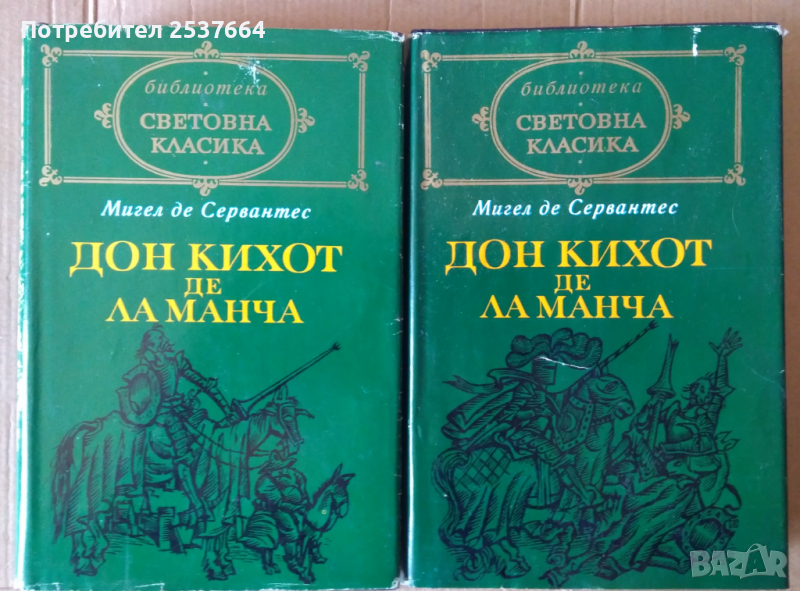 Потребител 2537664
библиотека
СВЕТОВНА
КЛАСИКА
Мигел де Сервантес
ДОН КИХОТ
ДЕ
ЛА МАНЧА
библиотека
СВЕТОВНА
КЛАСИКА
Мигел де Сервантес
ДОН КИХОТ
ДЕ
ЛА МАНЧА
BAZAR